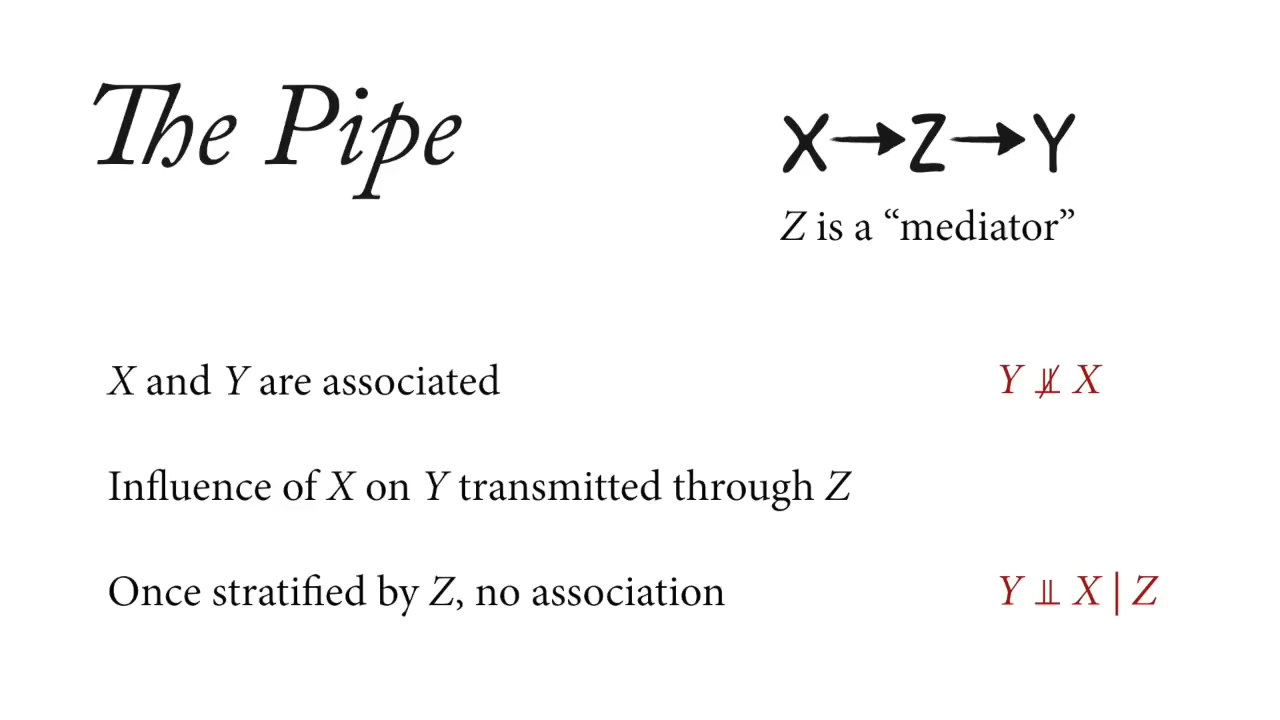 The Pipe
X→Z→Y
Z is a “mediator”
X and Y are associated
Y ⫫̸ X
Influence of X on Y transmitted through Z
Once stratified by Z, no association
Y ⫫ X | Z